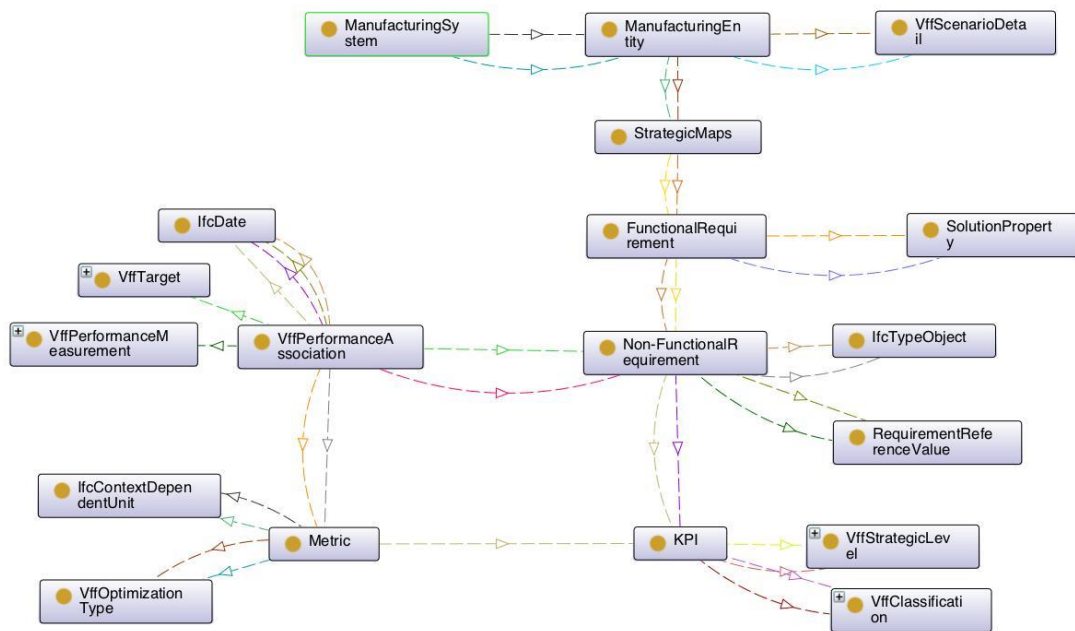 ManufacturingSy
stem
ManufacturingEn
tity
VffScenarioDeta
il
StrategicMaps
IfcDate
FunctionalRequi
rement
SolutionPropert
y
VffTarget
VffPerformanceM
easurement
VffPerformanceA
ssociation
Non-FunctionalR
equirement
IfcTypeObject
RequirementRefe
renceValue
IfcContextDepen
dentUnit
Metric
KPI
VffStrategicLev
el
VffOptimization
Type
VffClassificati
on